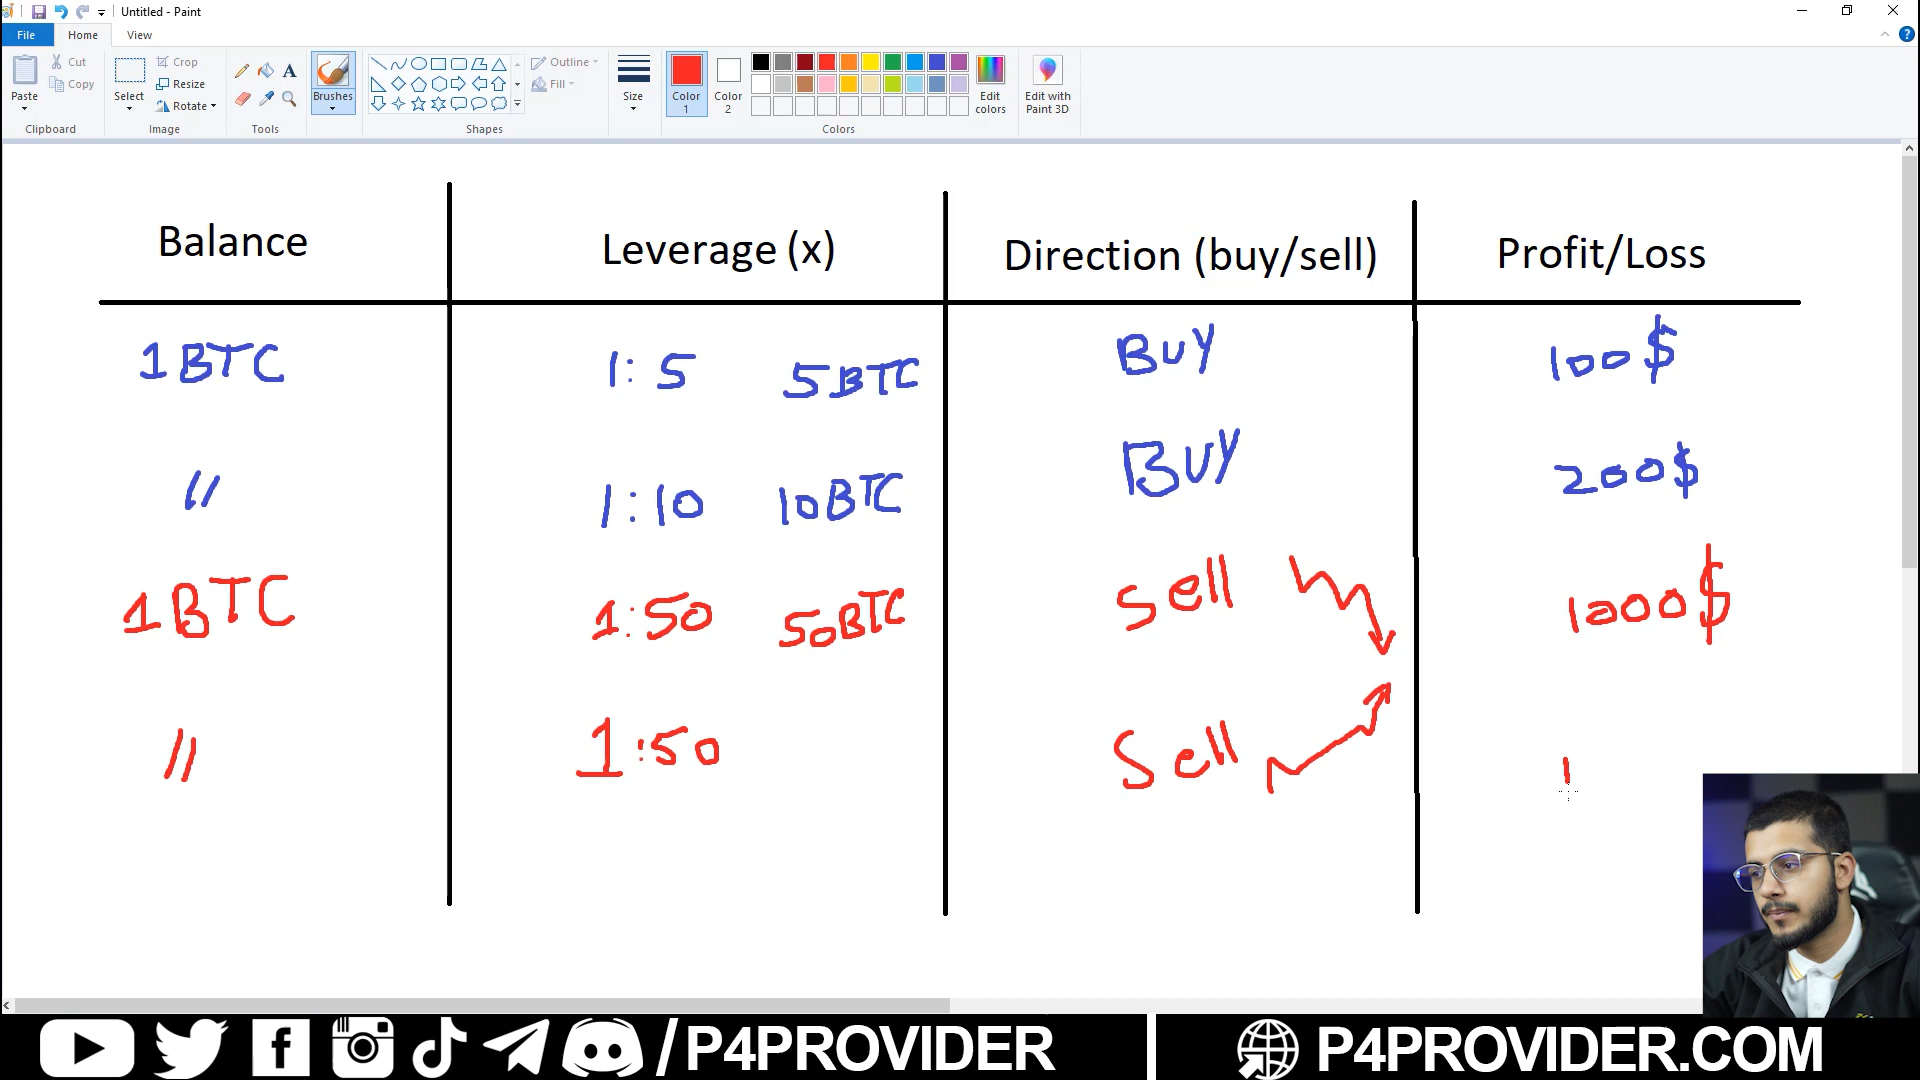 Untitled - Paint
File Home View
Paste Cut Copy Clipboard
Select Crop Resize Rotate Image
Tools
Brushes
Outline Fill Shapes
Size
Color 1 Color 2 Edit colors Colors
Edit with Paint 3D
Balance Leverage (x) Direction (buy/sell) Profit/Loss
1BTC 1:5 5BTC BUY 100$
// 1:10 10BTC BUY 200$
1BTC 1:50 50BTC Sell 1000$
// 1:50 Sell 1
/P4PROVIDER P4PROVIDER.COM